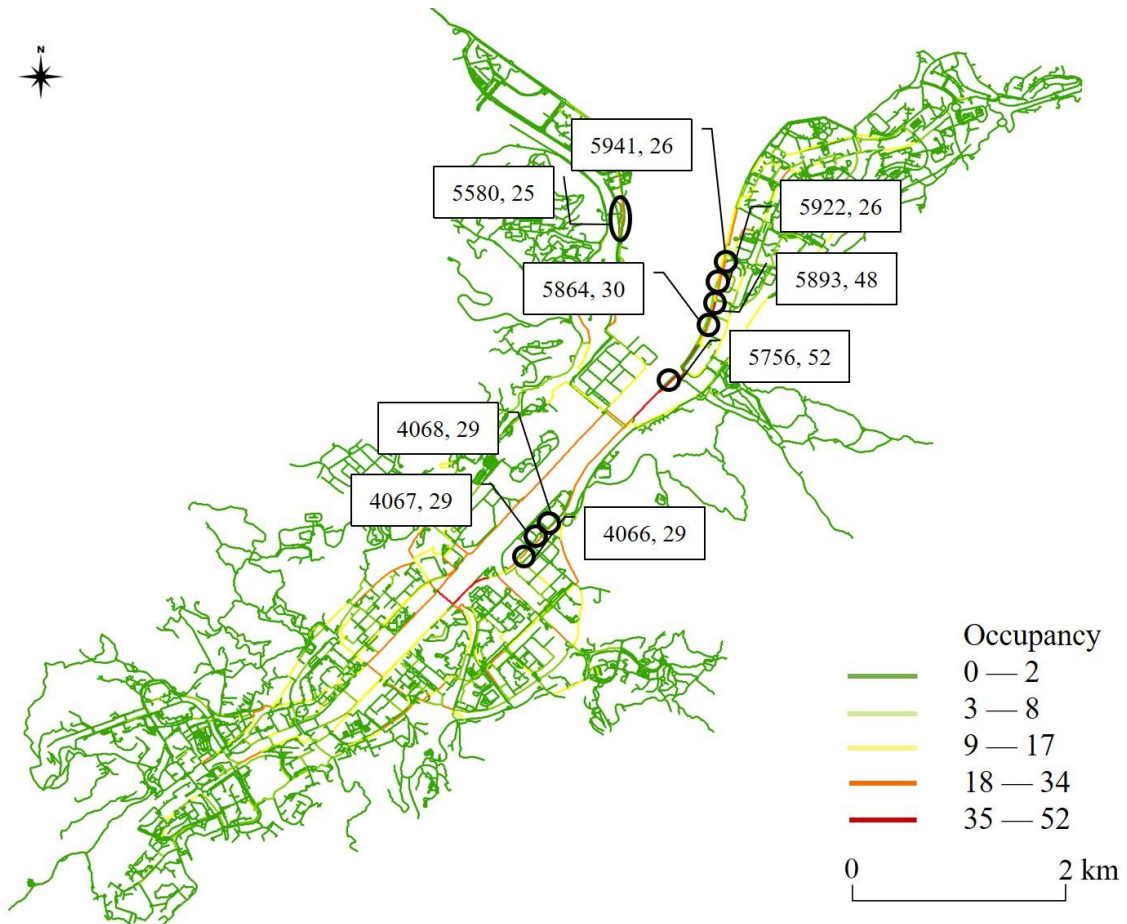 N
5941, 26
5580, 25
5922, 26
5864, 30
5893, 48
5756, 52
4068, 29
4067, 29
4066, 29
Occupancy
0 — 2
3 — 8
9 — 17
18 — 34
35 — 52
0 2 km